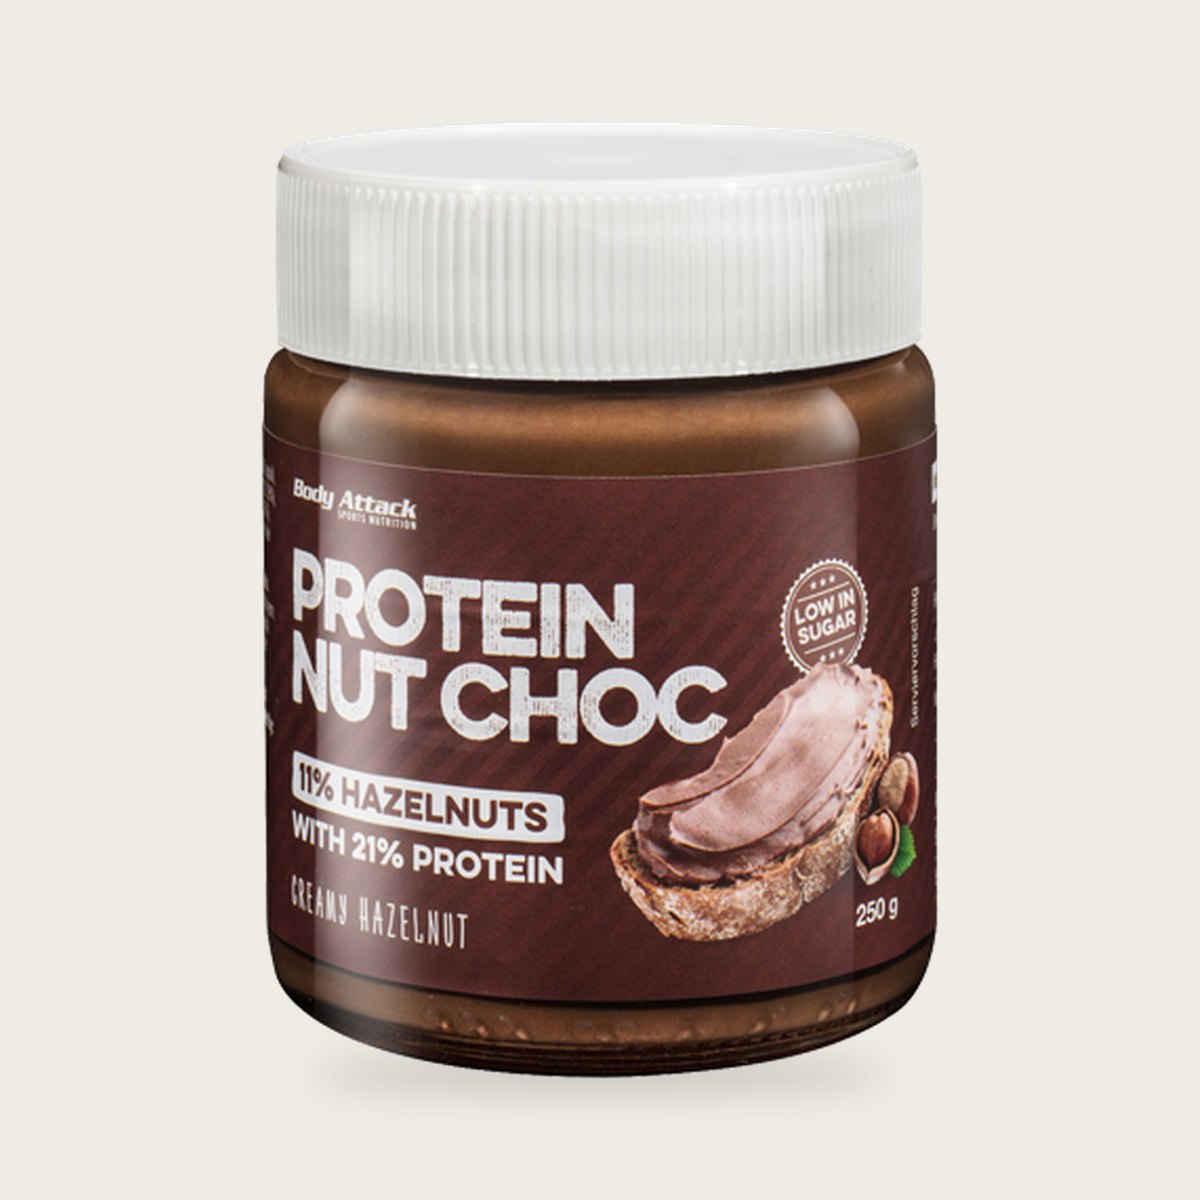 Body Attack
SPORTS NUTRITION
PROTEIN
NUT CHOC
LOW IN
SUGAR
11% HAZELNUTS
WITH 21% PROTEIN
CREAMY HAZELNUT
250 g
Serviervorschlag